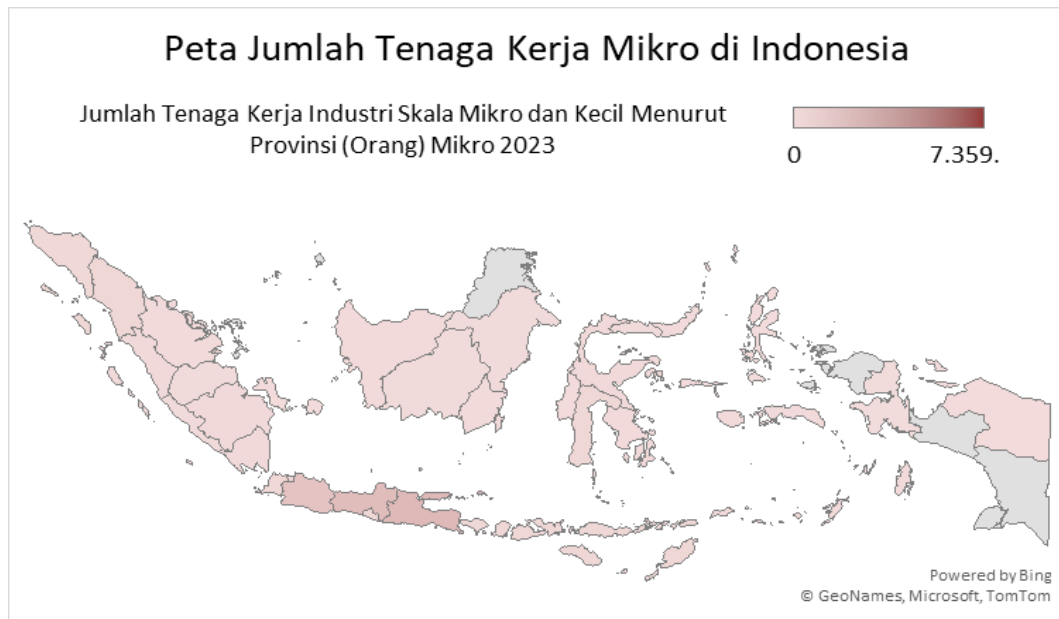 Peta Jumlah Tenaga Kerja Mikro di Indonesia
Jumlah Tenaga Kerja Industri Skala Mikro dan Kecil Menurut
Provinsi (Orang) Mikro 2023
0
7.359.
Powered by Bing
© GeoNames, Microsoft, TomTom